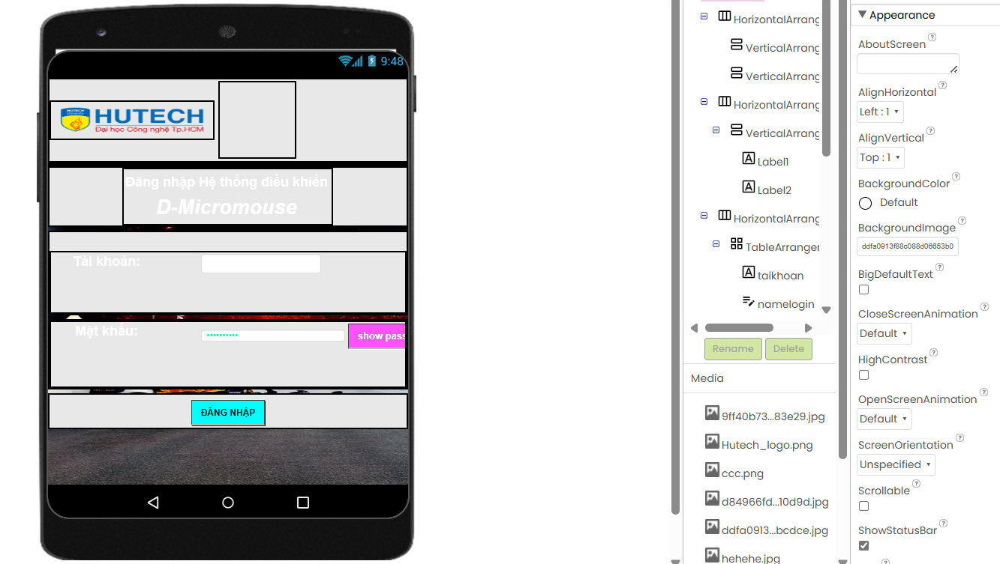 9:48
HUTECH University
HUTECH
Đại học Công nghệ Tp.HCM
Đăng nhập Hệ thống điều khiển
D-Micromouse
Tài khoản:
Mật khẩu:
show pass
ĐĂNG NHẬP
HorizontalArrang
VerticalArrang
VerticalArrang
HorizontalArrang
VerticalArrang
Label1
Label2
HorizontalArrang
TableArranger
taikhoan
namelogin
Rename Delete
Media
9ff40b73...83e29.jpg
Hutech_logo.png
ccc.png
d84966fd...10d9d.jpg
ddfa0913...bcdce.jpg
hehehe.jpg
Appearance
AboutScreen
AlignHorizontal
Left : 1
AlignVertical
Top : 1
BackgroundColor
Default
BackgroundImage
ddfa0913f88c088d06653b0
BigDefaultText
CloseScreenAnimation
Default
HighContrast
OpenScreenAnimation
Default
ScreenOrientation
Unspecified
Scrollable
ShowStatusBar